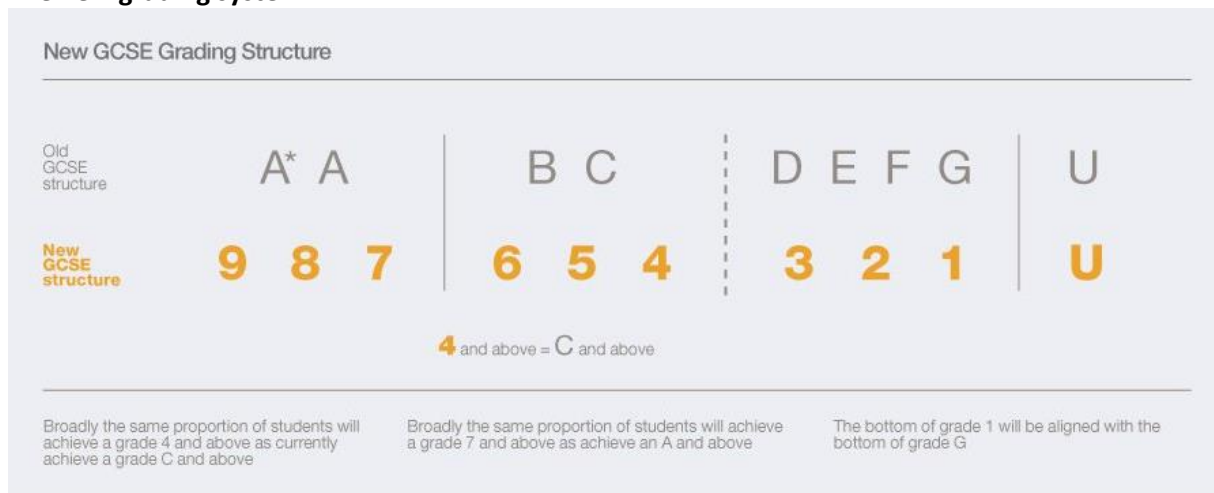 New GCSE Grading Structure
Old
GCSE
structure
A* A
B C
D E F G
U
New
GCSE
structure
9 8 7
6 5 4
3 2 1
U
4 and above = C and above
Broadly the same proportion of students will
achieve a grade 4 and above as currently
achieve a grade C and above
Broadly the same proportion of students will achieve
a grade 7 and above as achieve an A and above
The bottom of grade 1 will be aligned with the
bottom of grade G